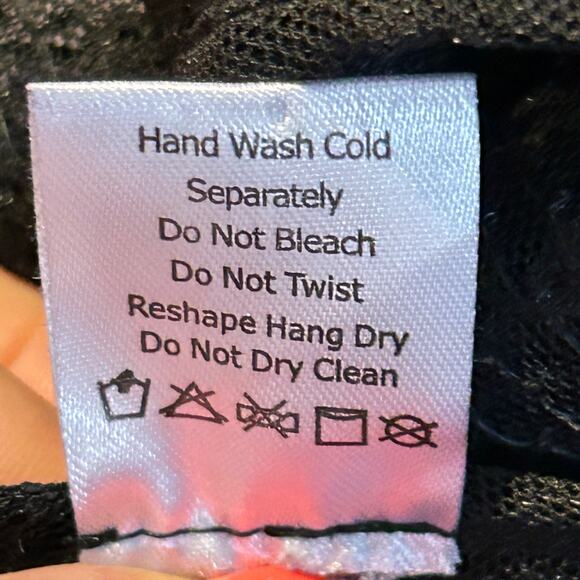 Hand Wash Cold
Separately
Do Not Bleach
Do Not Twist
Reshape Hang Dry
Do Not Dry Clean